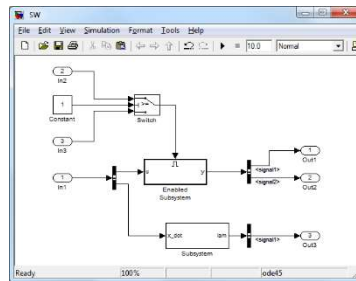 SW
File Edit View Simulation Format Tools Help
10.0 Normal
2
In2
1
Constant
3
In3
>=
Switch
1
In1
u
y
Enabled
Subsystem
<signal1>
<signal2>
1
Out1
2
Out2
x_dot
lam
Subsystem
<signal1>
3
Out3
Ready 100% ode45